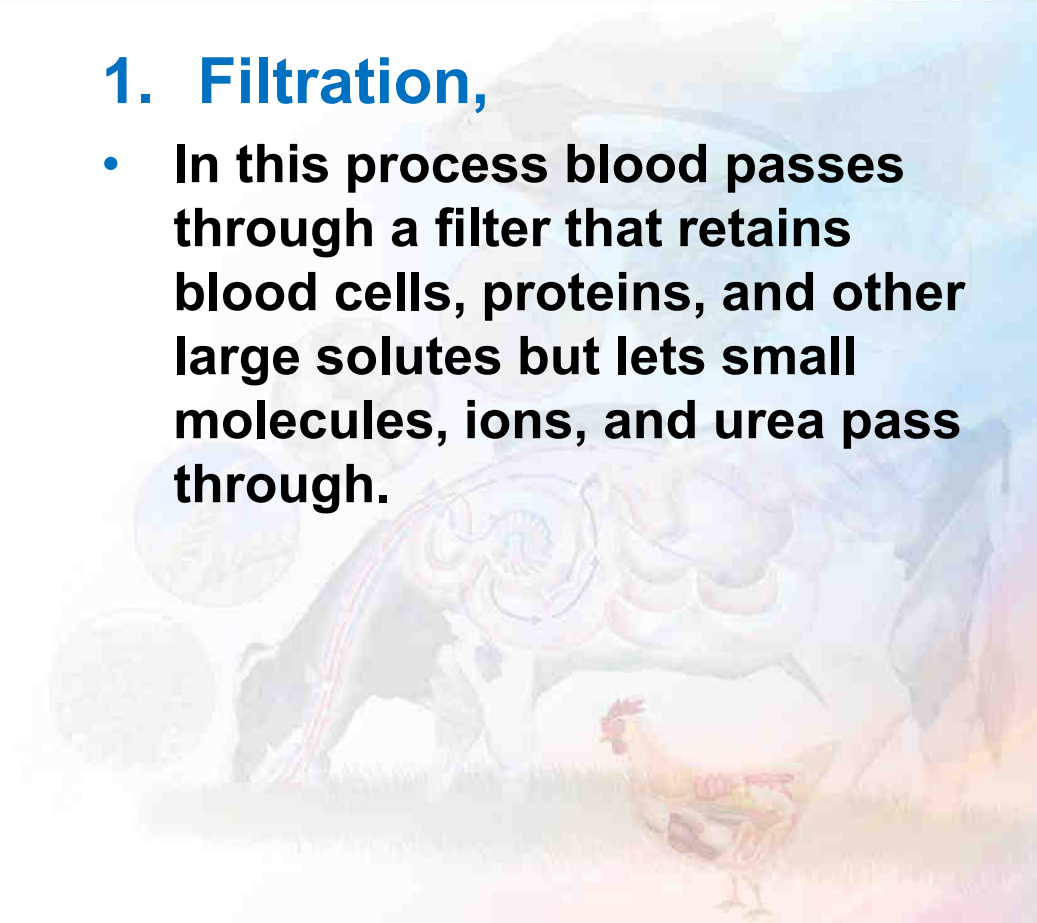 1. Filtration,
• In this process blood passes
through a filter that retains
blood cells, proteins, and other
large solutes but lets small
molecules, ions, and urea pass
through.